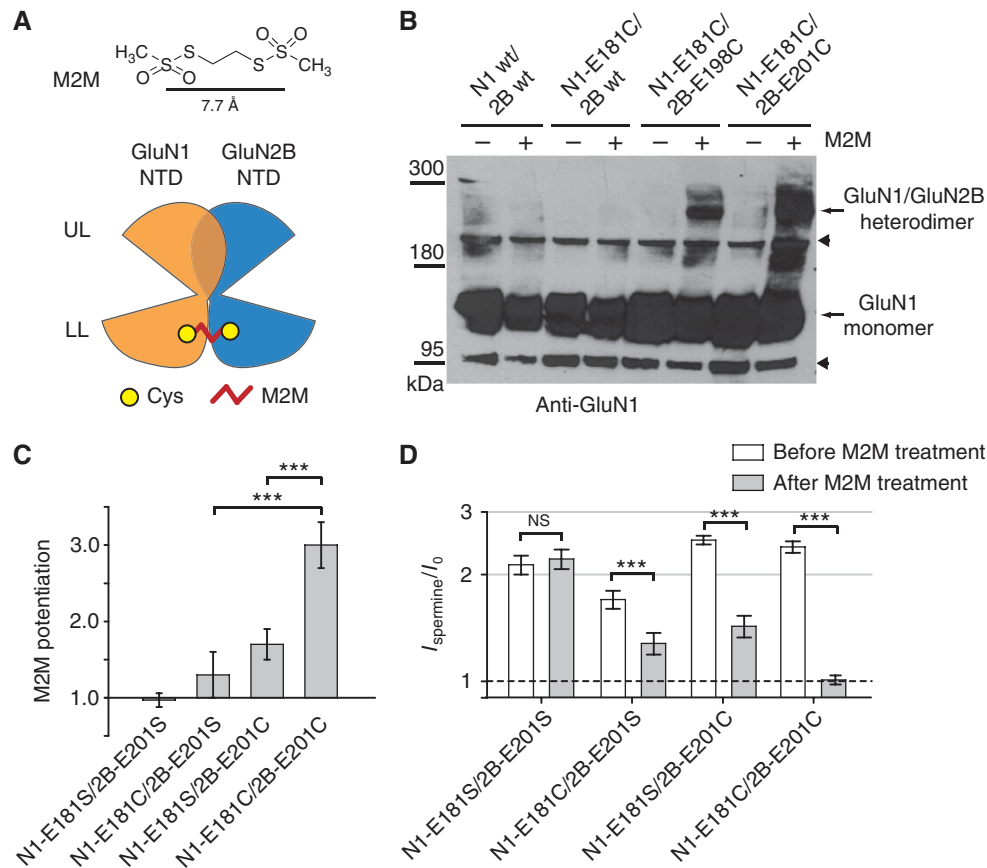 A
M2M
H3C
S
S
CH3
O
O
O
O
S
S
7.7 Å
GluN1
NTD
GluN2B
NTD
UL
LL
Cys
M2M
B
N1 wt/
2B wt
N1-E181C/
2B wt
N1-E181C/
2B-E198C
N1-E181C/
2B-E201C
– + – + – + – + M2M
300
180
95
kDa
GluN1/GluN2B
heterodimer
GluN1
monomer
Anti-GluN1
C
M2M potentiation
3.0
2.0
1.0
***
***
N1-E181S/2B-E201S
N1-E181C/2B-E201S
N1-E181S/2B-E201C
N1-E181C/2B-E201C
D
Before M2M treatment
After M2M treatment
Ispermine/I0
3
2
1
NS
***
***
***
N1-E181S/2B-E201S
N1-E181C/2B-E201S
N1-E181S/2B-E201C
N1-E181C/2B-E201C